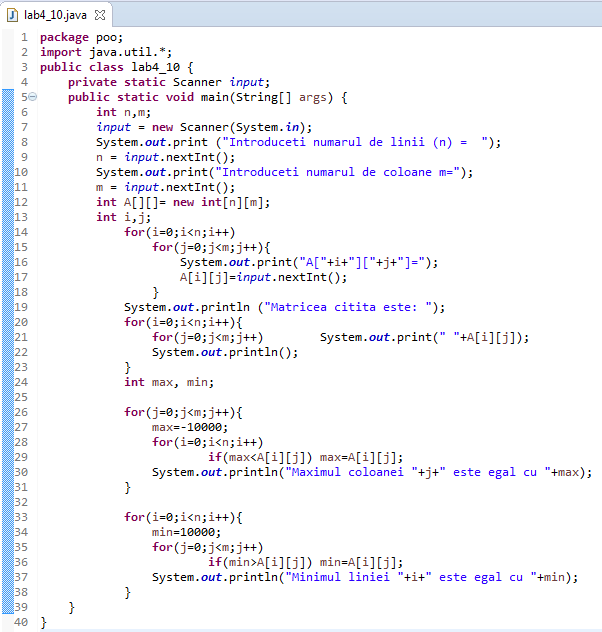 lab4_10.java
1 package poo;
2 import java.util.*;
3 public class lab4_10 {
4     private static Scanner input;
5     public static void main(String[] args) {
6         int n,m;
7         input = new Scanner(System.in);
8         System.out.print ("Introduceti numarul de linii (n) =  ");
9         n = input.nextInt();
10         System.out.print("Introduceti numarul de coloane m=");
11         m = input.nextInt();
12         int A[][]= new int[n][m];
13         int i,j;
14             for(i=0;i<n;i++)
15                 for(j=0;j<m;j++){
16                     System.out.print("A["+i+"]["+j+"]=");
17                     A[i][j]=input.nextInt();
18                 }
19             System.out.println ("Matricea citita este: ");
20             for(i=0;i<n;i++){
21                 for(j=0;j<m;j++)        System.out.print(" "+A[i][j]);
22                 System.out.println();
23             }
24             int max, min;
25
26             for(j=0;j<m;j++){
27                 max=-10000;
28                 for(i=0;i<n;i++)
29                         if(max<A[i][j]) max=A[i][j];
30                 System.out.println("Maximul coloanei "+j+" este egal cu "+max);
31             }
32
33             for(i=0;i<n;i++){
34                 min=10000;
35                 for(j=0;j<m;j++)
36                         if(min>A[i][j]) min=A[i][j];
37                 System.out.println("Minimul liniei "+i+" este egal cu "+min);
38             }
39     }
40 }